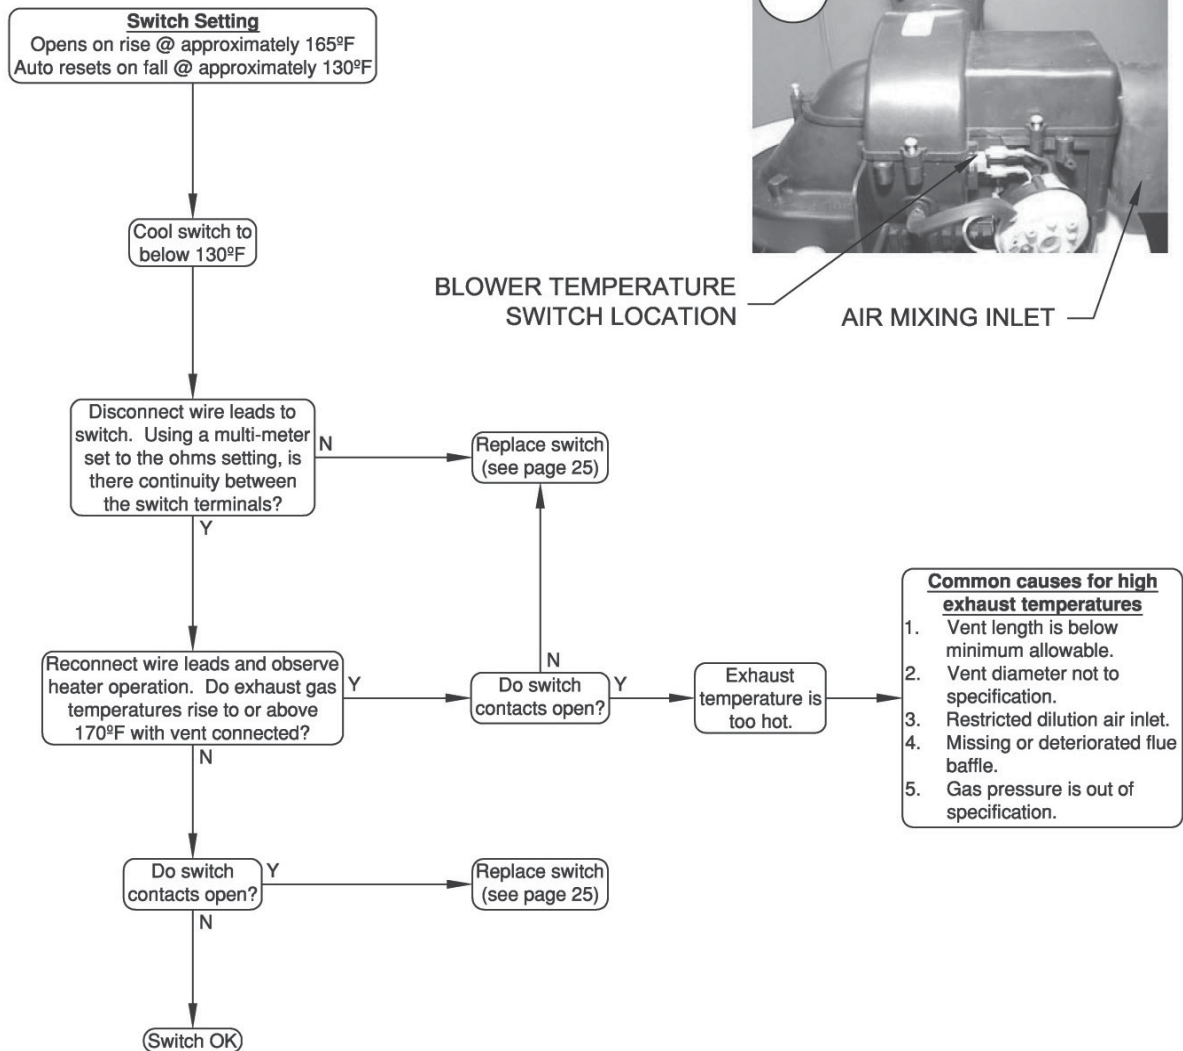 Switch Setting
Opens on rise @ approximately 165ºF
Auto resets on fall @ approximately 130ºF
Cool switch to
below 130ºF
BLOWER TEMPERATURE
SWITCH LOCATION
AIR MIXING INLET
Disconnect wire leads to
switch. Using a multi-meter
set to the ohms setting, is
there continuity between
the switch terminals?
N
Replace switch
(see page 25)
Y
Reconnect wire leads and observe
heater operation. Do exhaust gas
temperatures rise to or above
170ºF with vent connected?
Y
N
Do switch
contacts open?
N
Y
Exhaust
temperature is
too hot.
Common causes for high
exhaust temperatures
1. Vent length is below
minimum allowable.
2. Vent diameter not to
specification.
3. Restricted dilution air inlet.
4. Missing or deteriorated flue
baffle.
5. Gas pressure is out of
specification.
Do switch
contacts open?
Y
Replace switch
(see page 25)
N
Switch OK